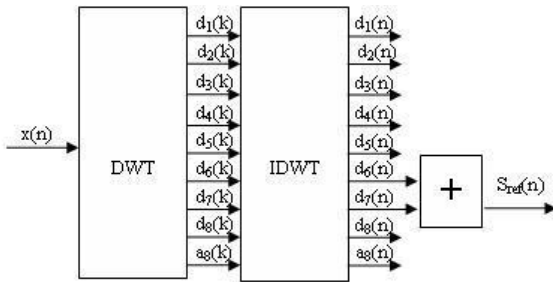 d₁(k) d₁(n)
d₂(k) d₂(n)
d₃(k) d₃(n)
d₄(k) d₄(n)
x(n) d₅(k) d₅(n)
DWT d₆(k) IDWT d₆(n) + S_ref(n)
d₇(k) d₇(n)
d₈(k) d₈(n)
a₈(k) a₈(n)